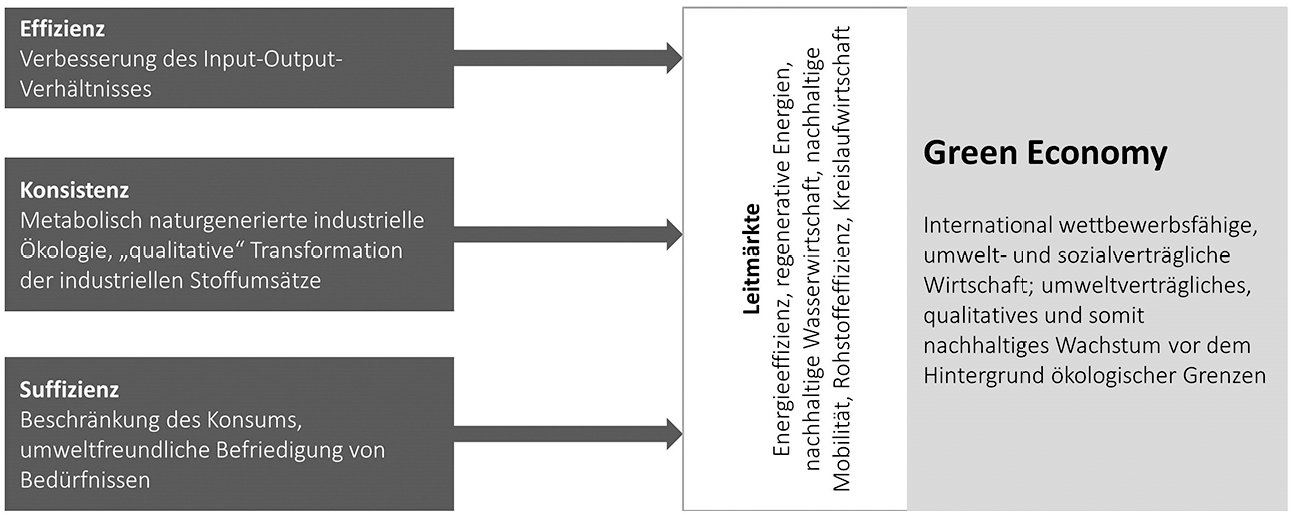 Effizienz
Verbesserung des Input-Output-
Verhältnisses
Konsistenz
Metabolisch naturgenerierte industrielle
Ökologie, „qualitative“ Transformation
der industriellen Stoffumsätze
Suffizienz
Beschränkung des Konsums,
umweltfreundliche Befriedigung von
Bedürfnissen
Leitmärkte
Energieeffizienz, regenerative Energien,
nachhaltige Wasserwirtschaft, nachhaltige
Mobilität, Rohstoffeffizienz, Kreislaufwirtschaft
Green Economy
International wettbewerbsfähige,
umwelt- und sozialverträgliche
Wirtschaft; umweltverträgliches,
qualitatives und somit
nachhaltiges Wachstum vor dem
Hintergrund ökologischer Grenzen